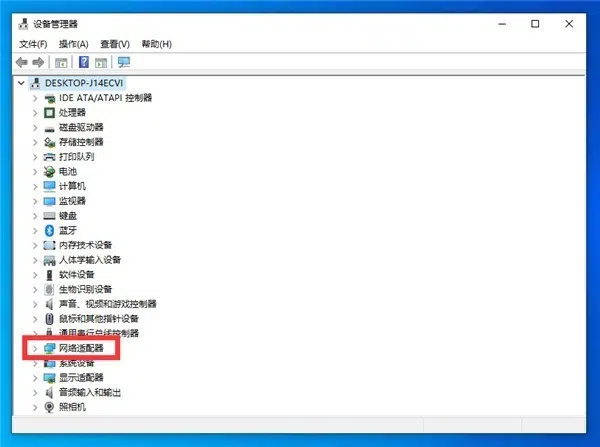 设备管理器
文件(F) 操作(A) 查看(V) 帮助(H)
DESKTOP-J14ECVI
IDE ATA/ATAPI 控制器
处理器
磁盘驱动器
存储控制器
打印队列
电池
计算机
监视器
键盘
蓝牙
内存技术设备
人体学输入设备
软件设备
生物识别设备
声音、视频和游戏控制器
鼠标和其他指针设备
通用串行总线控制器
网络适配器
系统设备
显示适配器
音频输入和输出
照相机